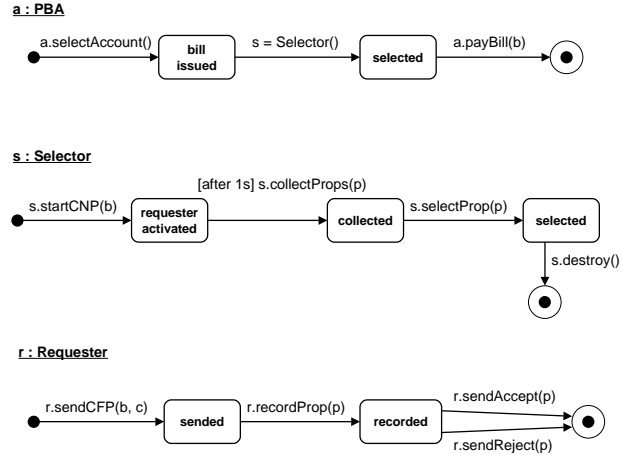 a : PBA
a.selectAccount()
bill
issued
s = Selector()
selected
a.payBill(b)
s : Selector
[after 1s] s.collectProps(p)
s.startCNP(b)
requester
activated
collected
s.selectProp(p)
selected
s.destroy()
r : Requester
r.sendCFP(b, c)
sended
r.recordProp(p)
recorded
r.sendAccept(p)
r.sendReject(p)